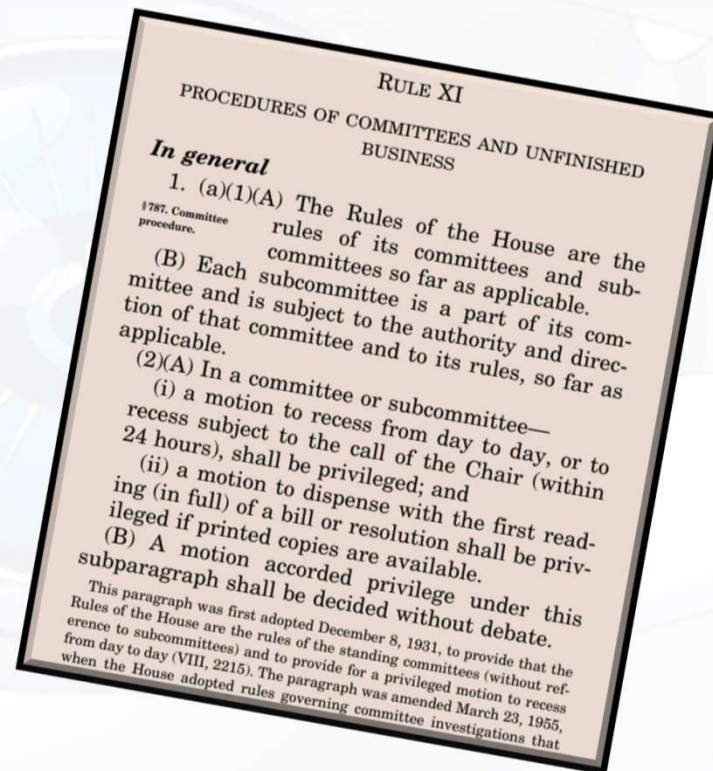 RULE XI
PROCEDURES OF COMMITTEES AND UNFINISHED
BUSINESS
In general
1. (a)(1)(A) The Rules of the House are the
§787. Committee
procedure.
rules of its committees and sub-
committees so far as applicable.
(B) Each subcommittee is a part of its com-
mittee and is subject to the authority and direc-
tion of that committee and to its rules, so far as
applicable.
(2)(A) In a committee or subcommittee—
(i) a motion to recess from day to day, or to
recess subject to the call of the Chair (within
24 hours), shall be privileged; and
(ii) a motion to dispense with the first read-
ing (in full) of a bill or resolution shall be priv-
ileged if printed copies are available.
(B) A motion accorded privilege under this
subparagraph shall be decided without debate.
This paragraph was first adopted December 8, 1931, to provide that the
Rules of the House are the rules of the standing committees (without ref-
erence to subcommittees) and to provide for a privileged motion to recess
from day to day (VIII, 2215). The paragraph was amended March 23, 1955,
when the House adopted rules governing committee investigations that